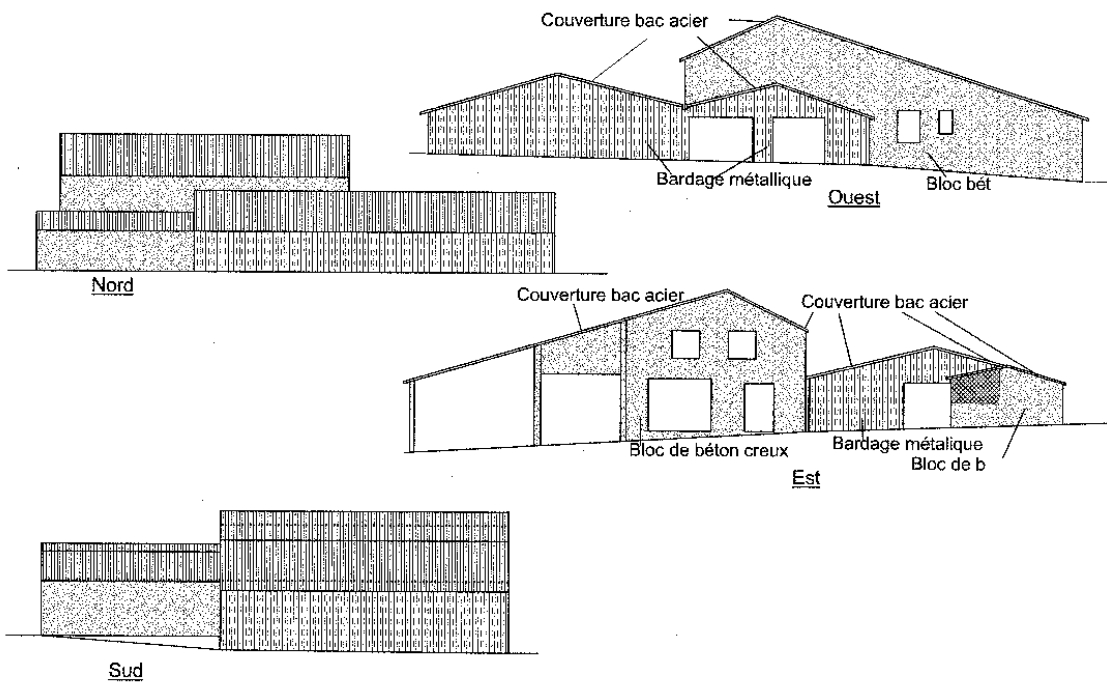 Couverture bac acier
Bardage métallique
Bloc bét
Ouest
Nord
Couverture bac acier
Couverture bac acier
Bloc de béton creux
Bardage métalique
Bloc de b
Est
Sud